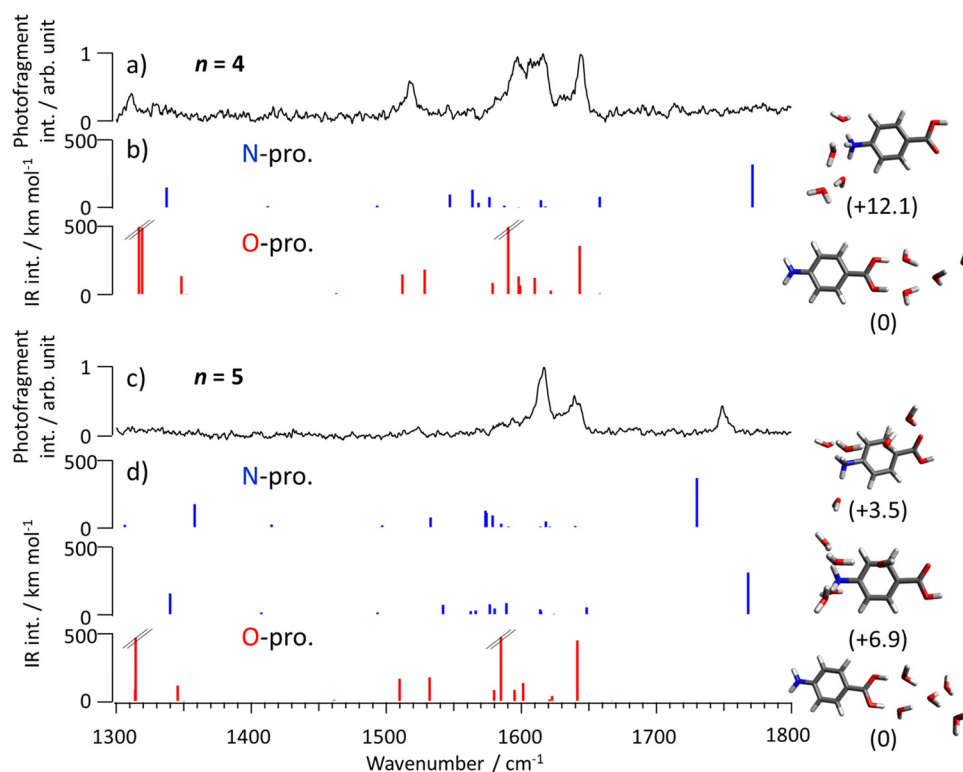 Photofragment
int. / arb. unit
1
0
a)
n = 4
500
0
b)
N-pro.
(+12.1)
IR int. / km mol-1
500
0
O-pro.
(0)
Photofragment
int. / arb. unit
1
0
c)
n = 5
500
0
d)
N-pro.
(+3.5)
IR int. / km mol-1
500
0
(+6.9)
500
0
O-pro.
(0)
1300 1400 1500 1600 1700 1800
Wavenumber / cm-1